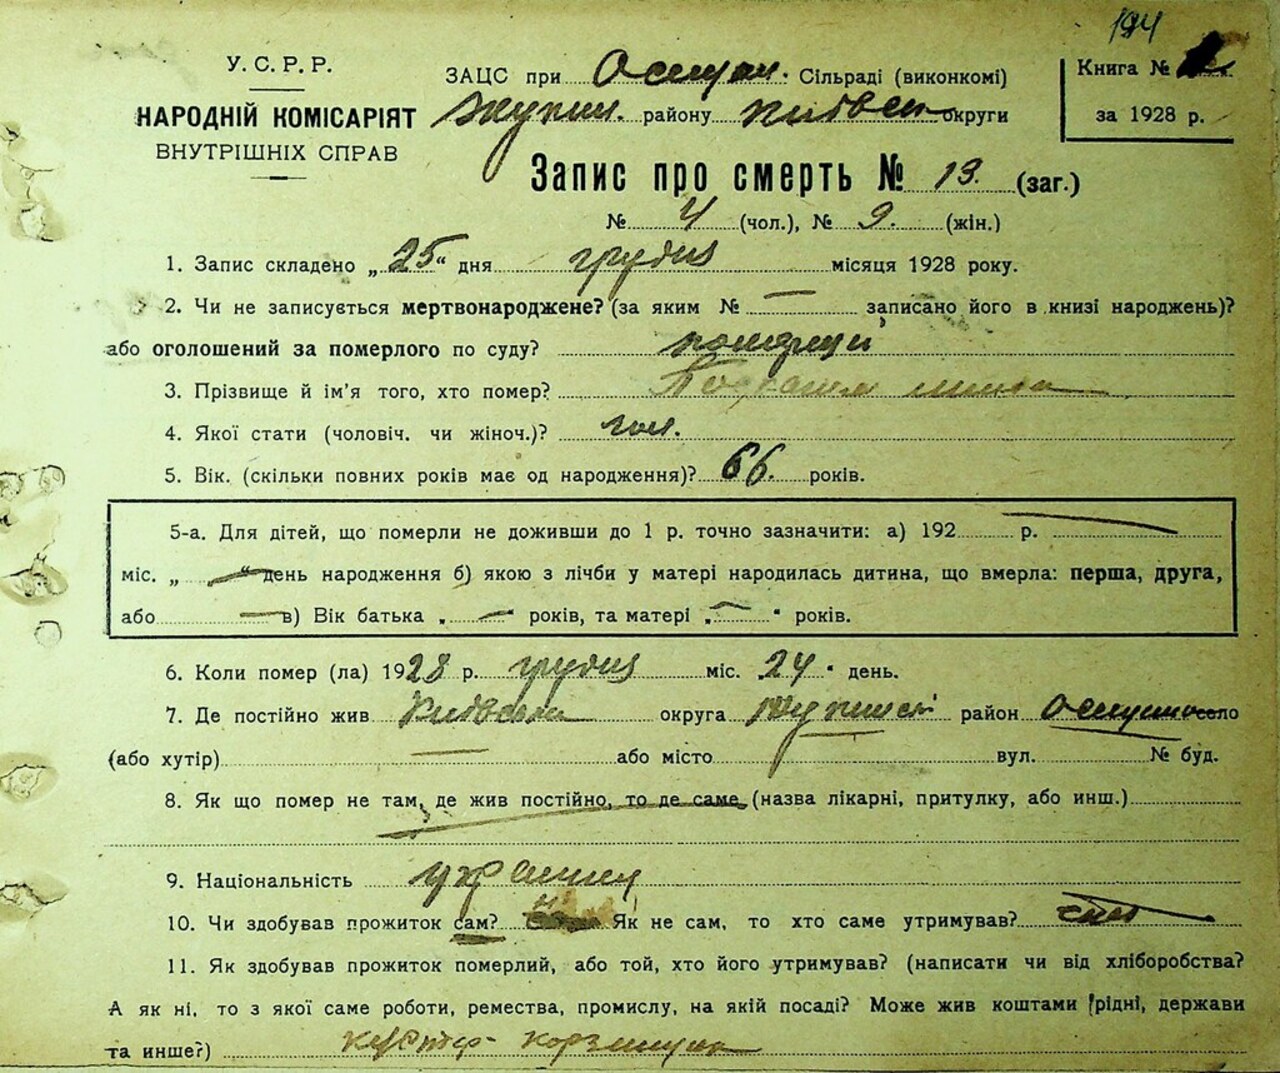 194
У. С. Р. Р.
НАРОДНІЙ КОМІСАРІЯТ
ВНУТРІШНІХ СПРАВ
ЗАЦС при Сільраді (виконкомі)
району округи
Книга №
за 1928 р.
Запис про смерть № 13. (заг.)
№ 4 (чол.), № 9. (жін.)
1. Запис складено „25“ дня грудня місяця 1928 року.
2. Чи не записується мертвонароджене? (за яким № — записано його в книзі народжень)?
або оголошений за померлого по суду?
3. Прізвище й ім'я того, хто помер?
4. Якої стати (чоловіч. чи жіноч.)? чол.
5. Вік. (скільки повних років має од народження)? 66. років.
5-а. Для дітей, що померли не доживши до 1 р. точно зазначити: а) 192 р. —
міс. „ — “ день народження б) якою з лічби у матері народилась дитина, що вмерла: перша, друга,
або — в) Вік батька „ — “ років, та матері „ — “ років.
6. Коли помер (ла) 1928 р. грудня міс. 24 день.
7. Де постійно жив округа район село
(або хутір) — або місто вул. № буд.
8. Як що помер не там, де жив постійно, то де саме (назва лікарні, притулку, або инш.)
9. Національність
10. Чи здобував прожиток сам? Як не сам, то хто саме утримував?
11. Як здобував прожиток померлий, або той, хто його утримував? (написати чи від хліборобства?
А як ні, то з якої саме роботи, ремества, промислу, на якій посаді? Може жив коштами рідні, держави
та инше?) кустар-